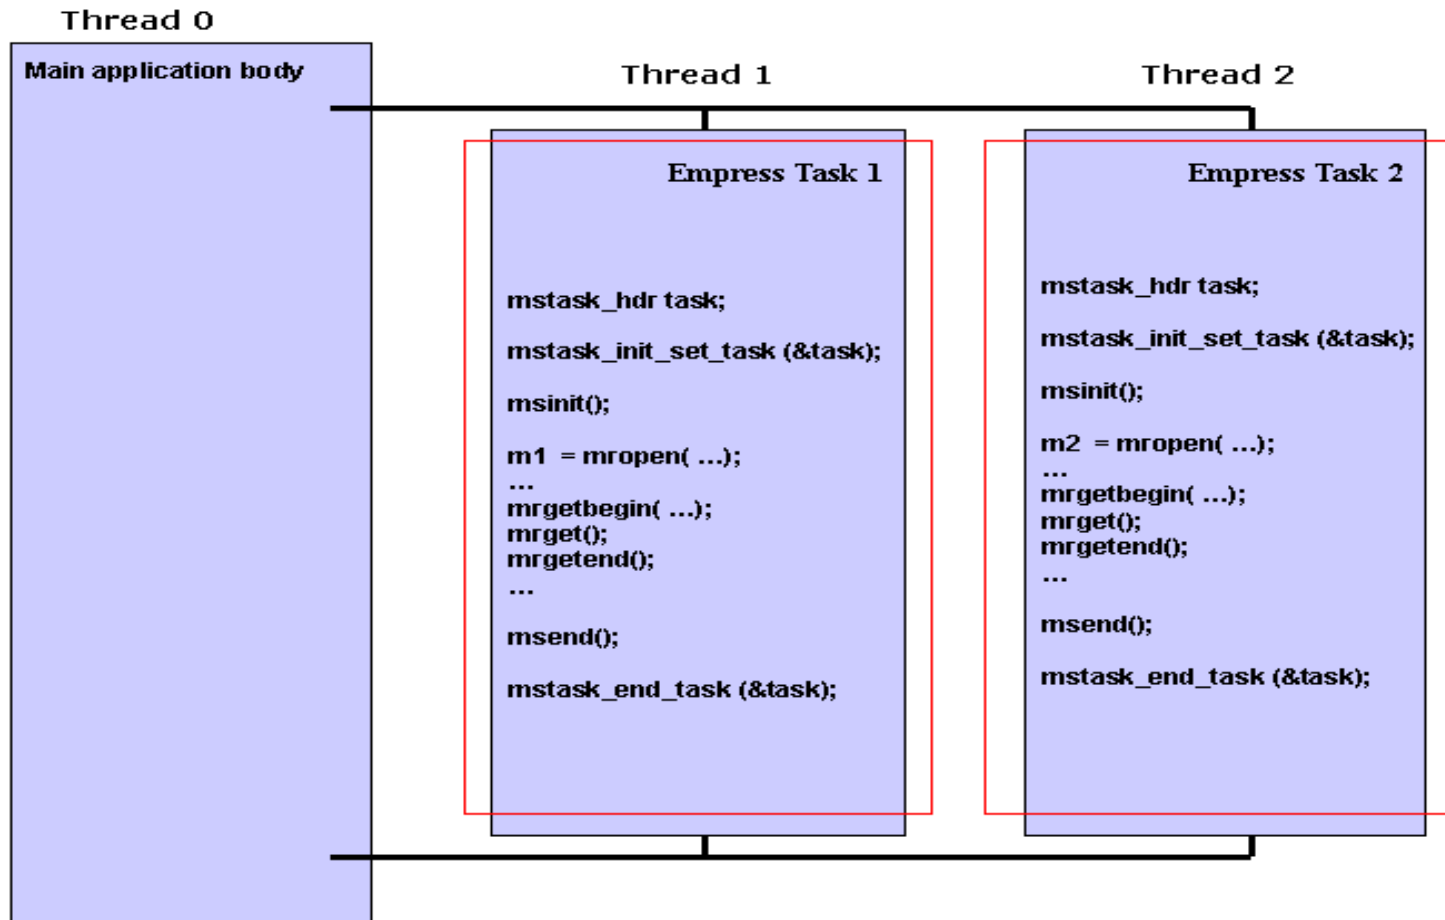 Thread 0
Main application body
Thread 1
Empress Task 1
mstask_hdr task;
mstask_init_set_task (&task);
msinit();
m1 = mropen( ...);
...
mrgetbegin( ...);
mrget();
mrgetend();
...
msend();
mstask_end_task (&task);
Thread 2
Empress Task 2
mstask_hdr task;
mstask_init_set_task (&task);
msinit();
m2 = mropen( ...);
...
mrgetbegin( ...);
mrget();
mrgetend();
...
msend();
mstask_end_task (&task);